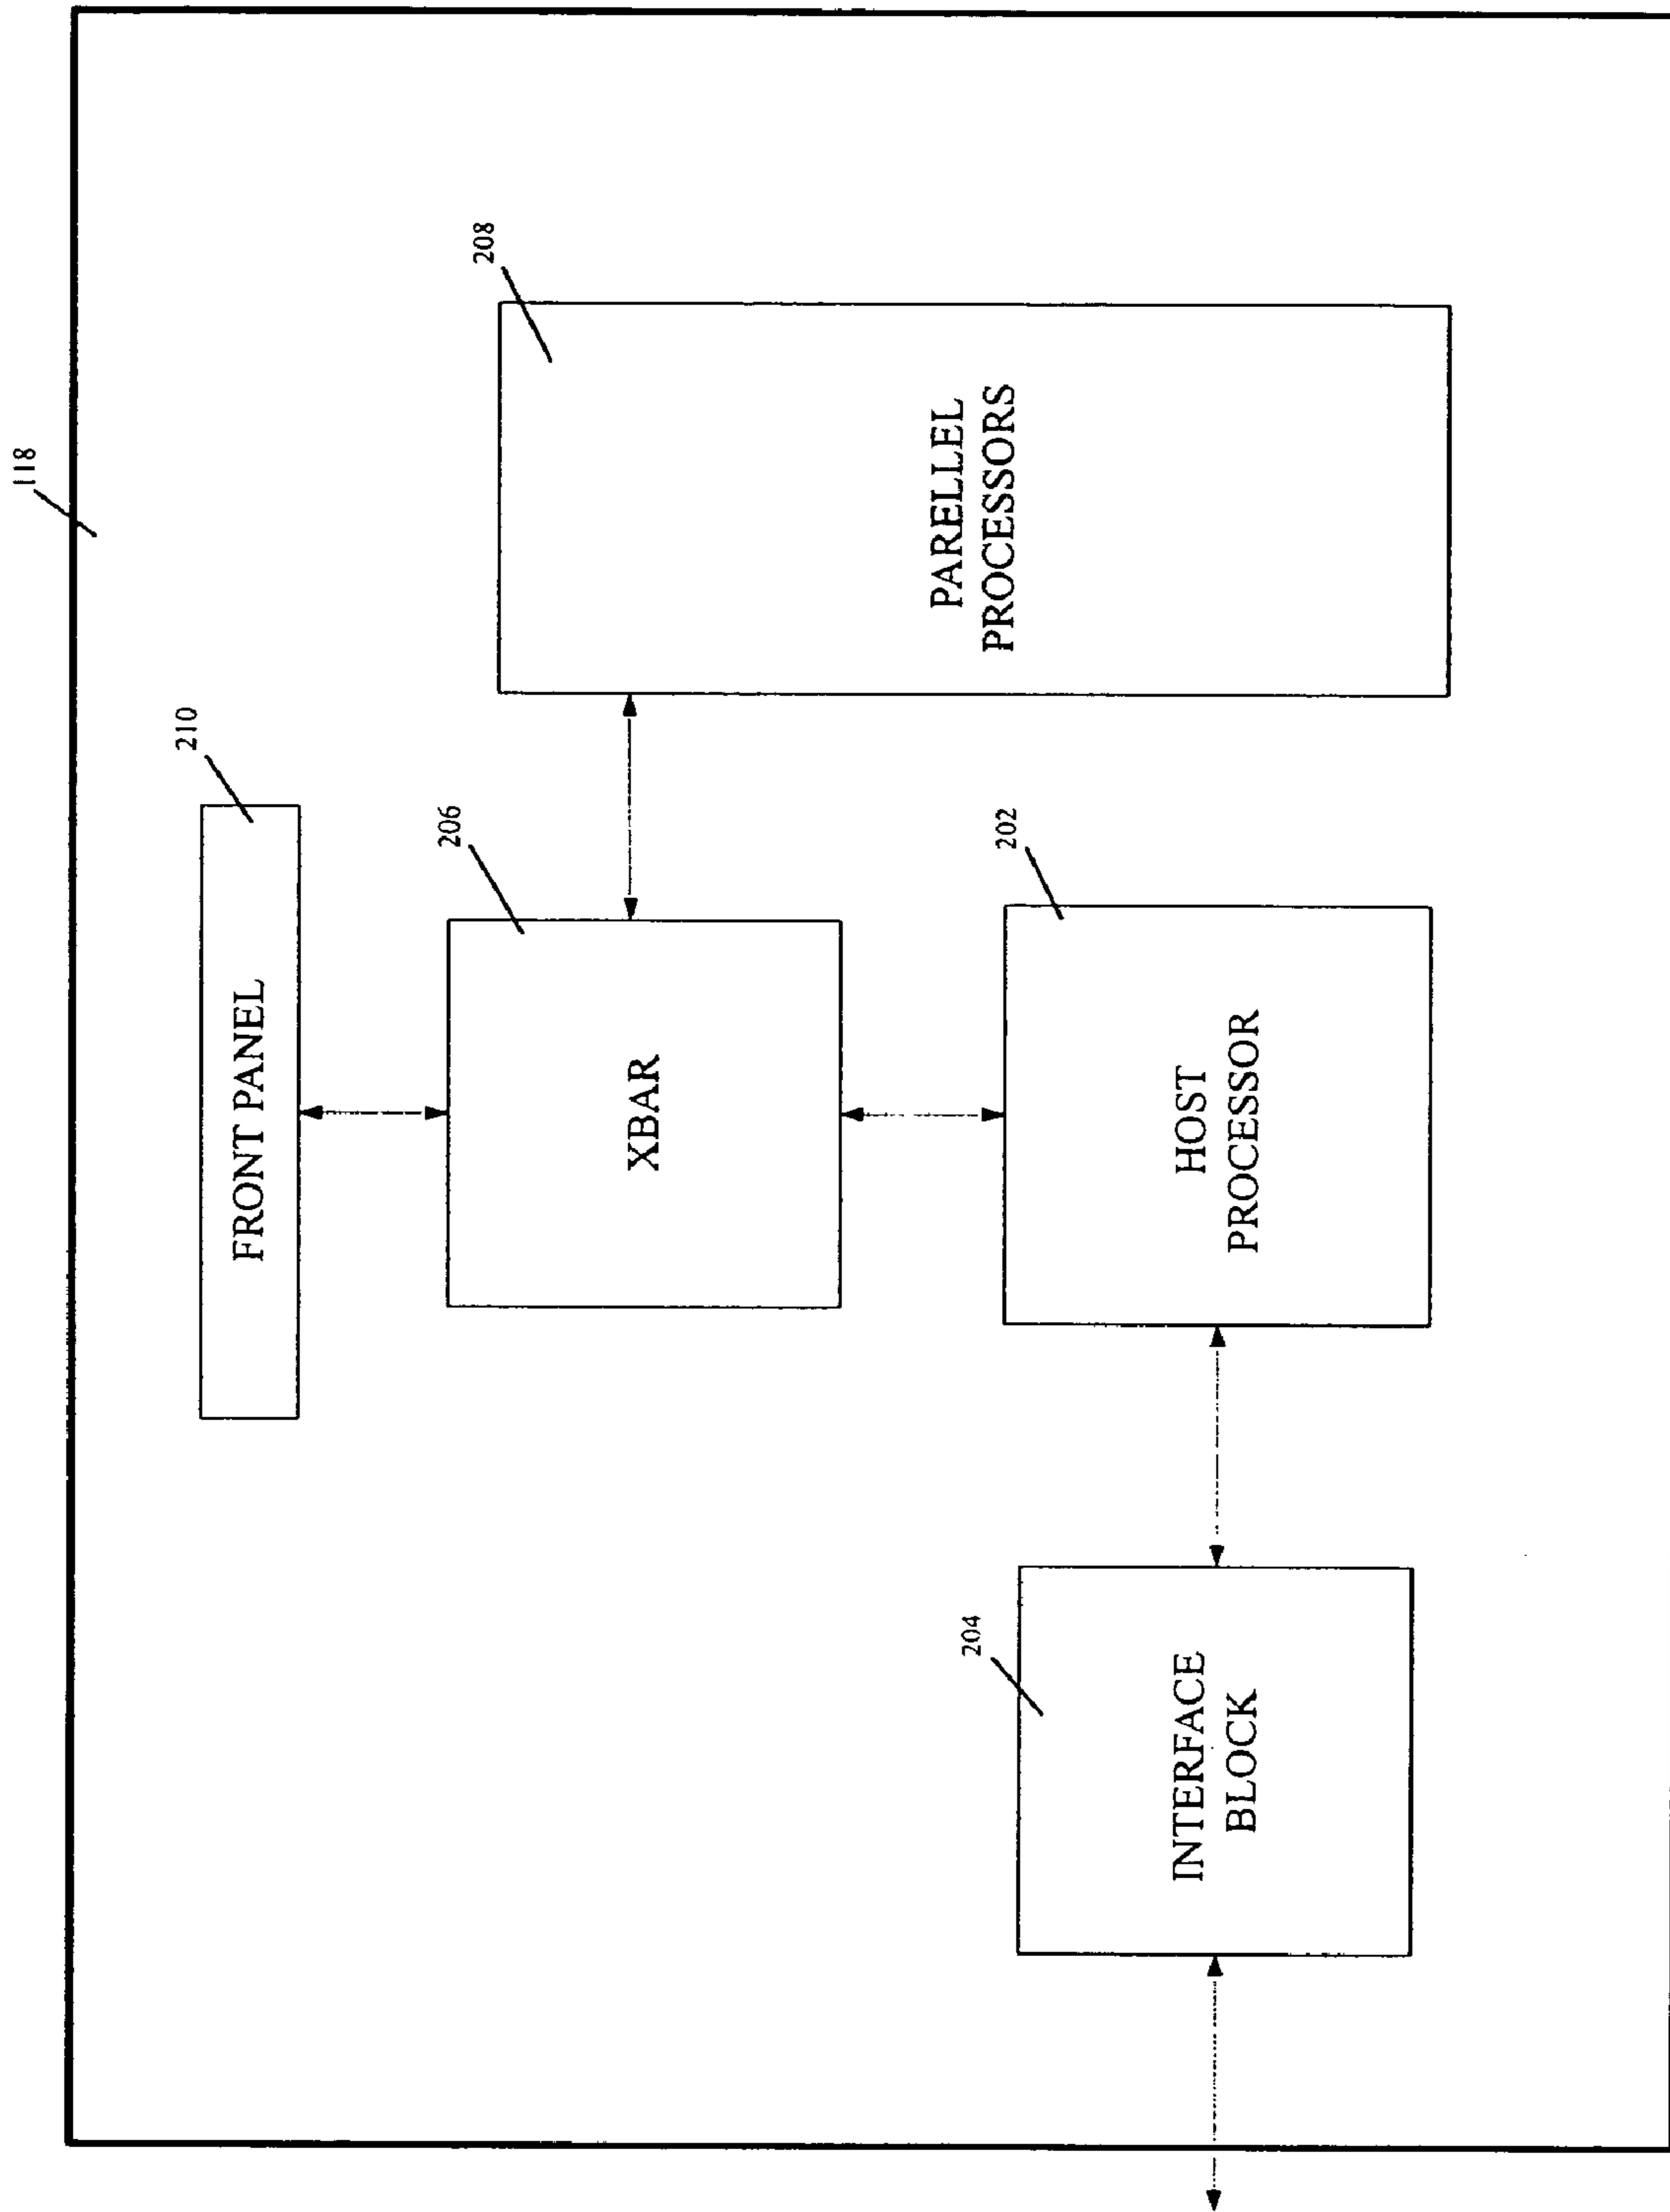 118
210
FRONT PANEL
206
XBAR
208
PARELLEL
PROCESSORS
202
HOST
PROCESSOR
204
INTERFACE
BLOCK